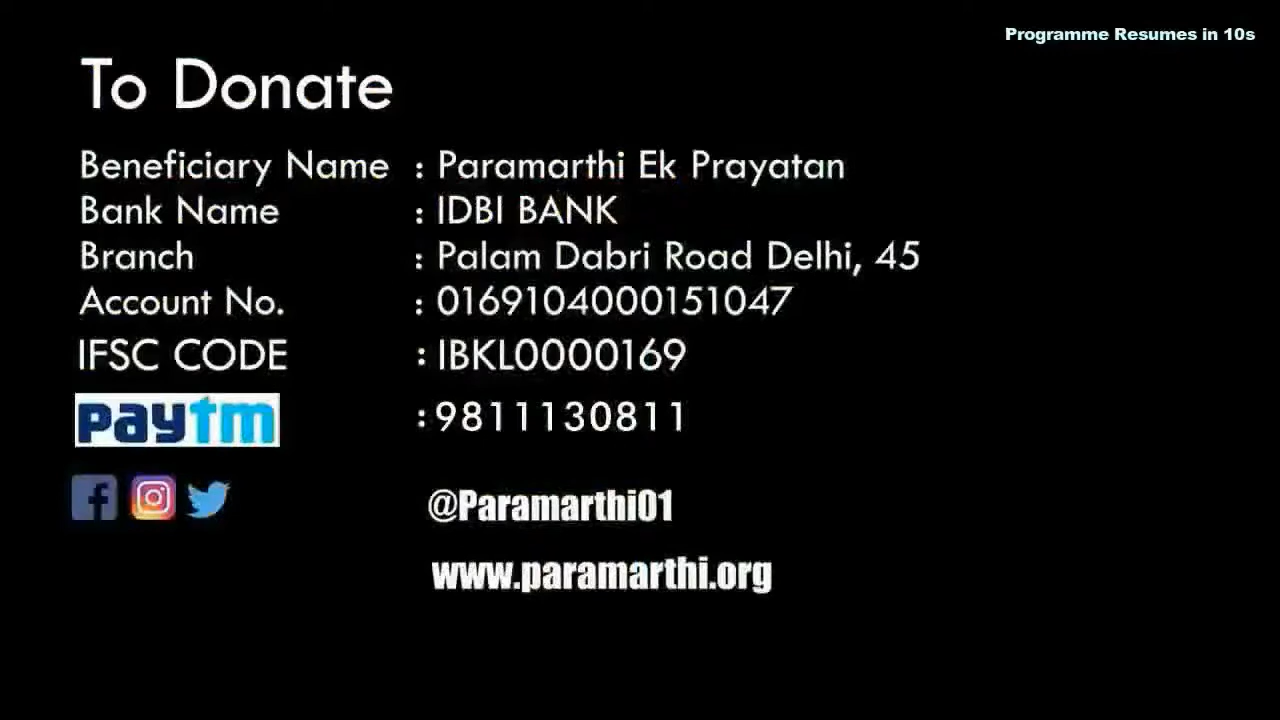 Programme Resumes in 10s
To Donate
Beneficiary Name : Paramarthi Ek Prayatan
Bank Name : IDBI BANK
Branch : Palam Dabri Road Delhi, 45
Account No. : 0169104000151047
IFSC CODE : IBKL0000169
paytm :9811130811
@Paramarthi01
www.paramarthi.org